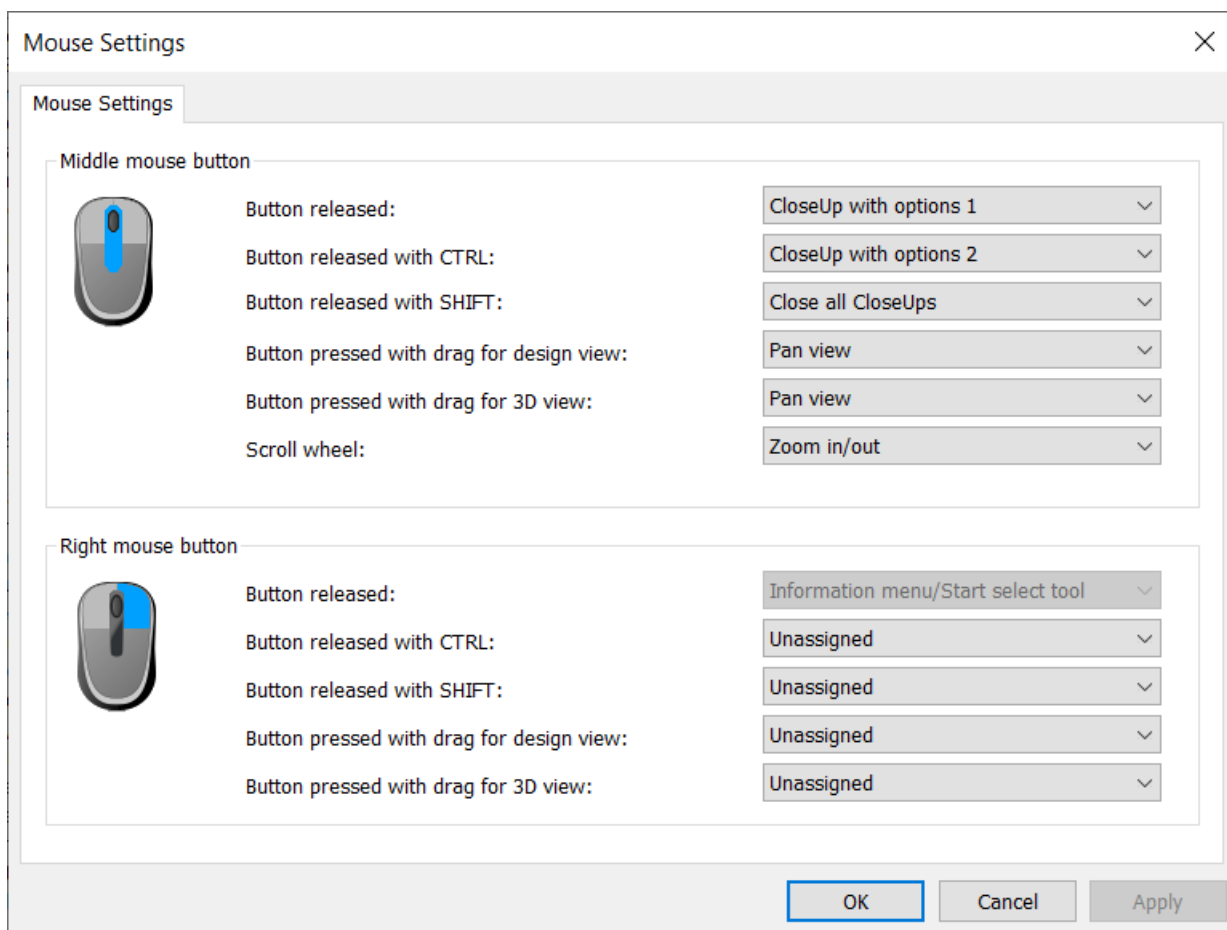 Mouse Settings
Mouse Settings
Middle mouse button
Button released: CloseUp with options 1
Button released with CTRL: CloseUp with options 2
Button released with SHIFT: Close all CloseUps
Button pressed with drag for design view: Pan view
Button pressed with drag for 3D view: Pan view
Scroll wheel: Zoom in/out
Right mouse button
Button released: Information menu/Start select tool
Button released with CTRL: Unassigned
Button released with SHIFT: Unassigned
Button pressed with drag for design view: Unassigned
Button pressed with drag for 3D view: Unassigned
OK Cancel Apply